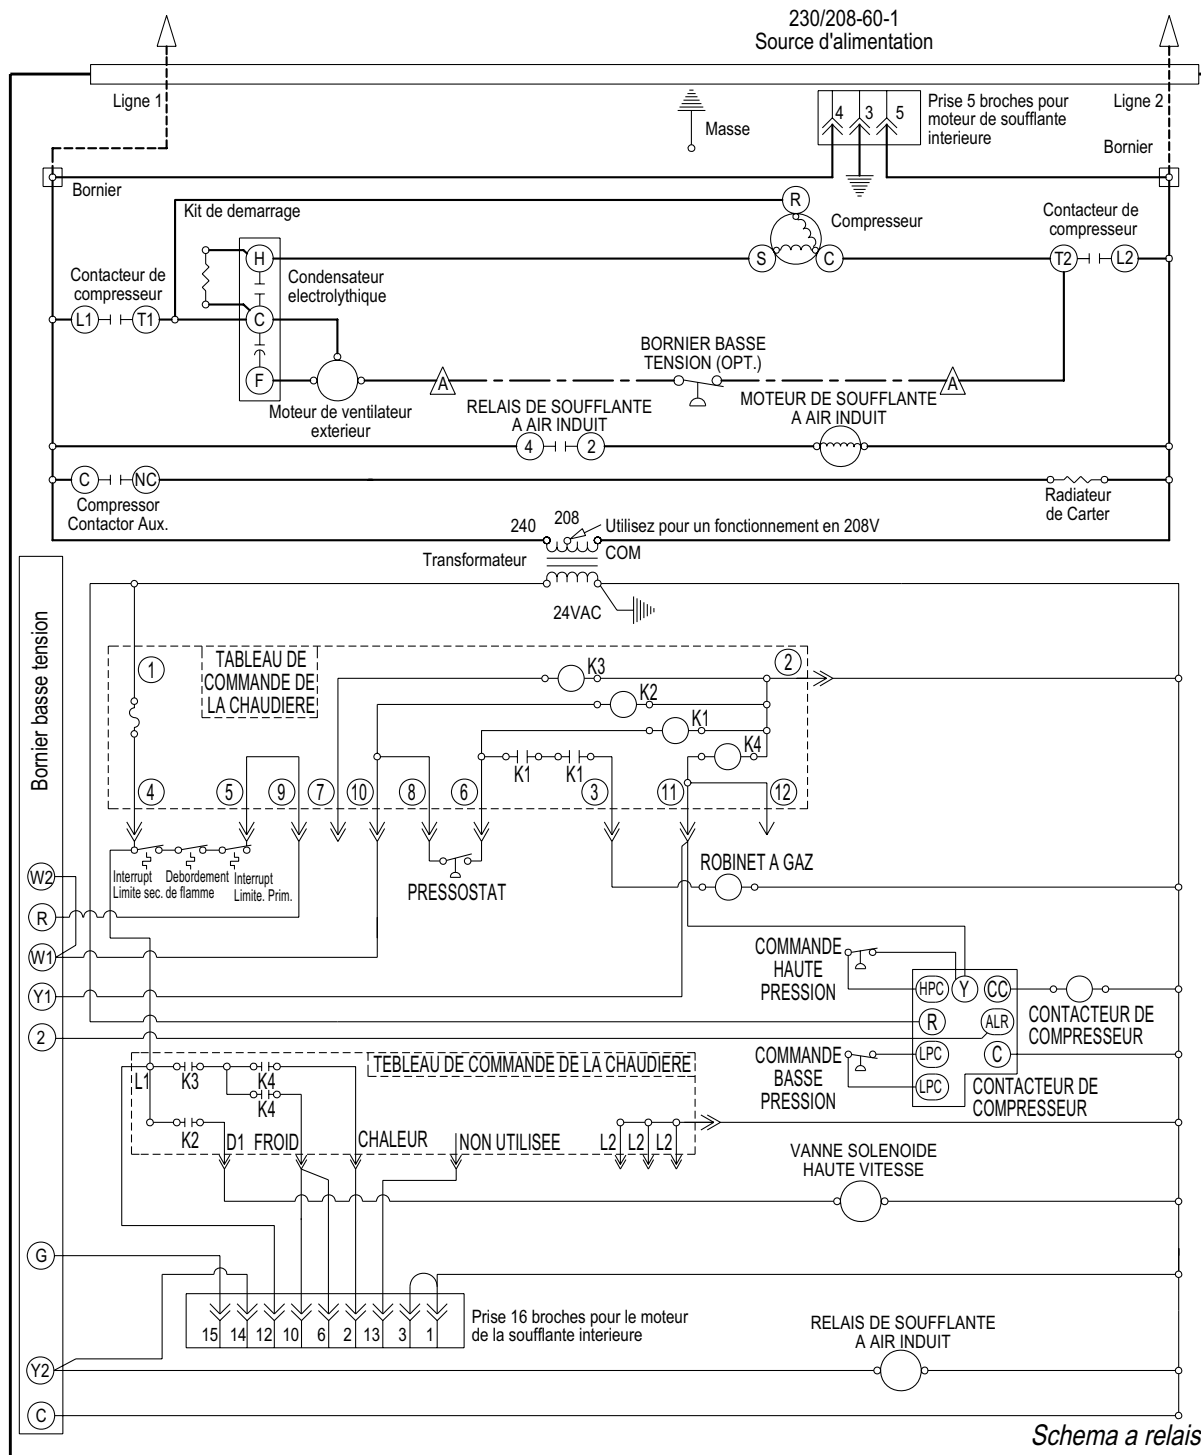 230/208-60-1
Source d'alimentation
Ligne 1
Ligne 2
4
3
5
Prise 5 broches pour
moteur de soufflante
interieure
Masse
Bornier
Bornier
Kit de demarrage
R
Compresseur
Contacteur de
compresseur
H
S
C
T2
L2
Contacteur de
compresseur
Condensateur
electrolythique
L1
T1
C
F
BORNIER BASSE
TENSION (OPT.)
A
A
Moteur de ventilateur
exterieur
RELAIS DE SOUFFLANTE
A AIR INDUIT
MOTEUR DE SOUFFLANTE
A AIR INDUIT
4
2
C
NC
Compressor
Contactor Aux.
Radiateur
de Carter
240
208
Utilisez pour un fonctionnement en 208V
Transformateur
COM
24VAC
Bornier basse tension
1
TABLEAU DE
COMMANDE DE
LA CHAUDIERE
K3
2
K2
K1
K4
K1
K1
4
5
9
7
10
8
6
3
11
12
Interrupt
Limite sec.
Debordement
de flamme
Interrupt
Limite. Prim.
PRESSOSTAT
ROBINET A GAZ
W2
R
W1
Y1
2
COMMANDE
HAUTE
PRESSION
HPC
Y
CC
R
ALR
CONTACTEUR DE
COMPRESSEUR
COMMANDE
BASSE
PRESSION
LPC
C
LPC
CONTACTEUR DE
COMPRESSEUR
TEBLEAU DE COMMANDE DE LA CHAUDIERE
L1
K3
K4
K4
K2
D1
FROID
CHALEUR
NON UTILISEE
L2
L2
L2
VANNE SOLENOIDE
HAUTE VITESSE
G
15
14
12
10
6
2
13
3
1
Prise 16 broches pour le moteur
de la soufflante interieure
RELAIS DE SOUFFLANTE
A AIR INDUIT
Y2
C
Schema a relais